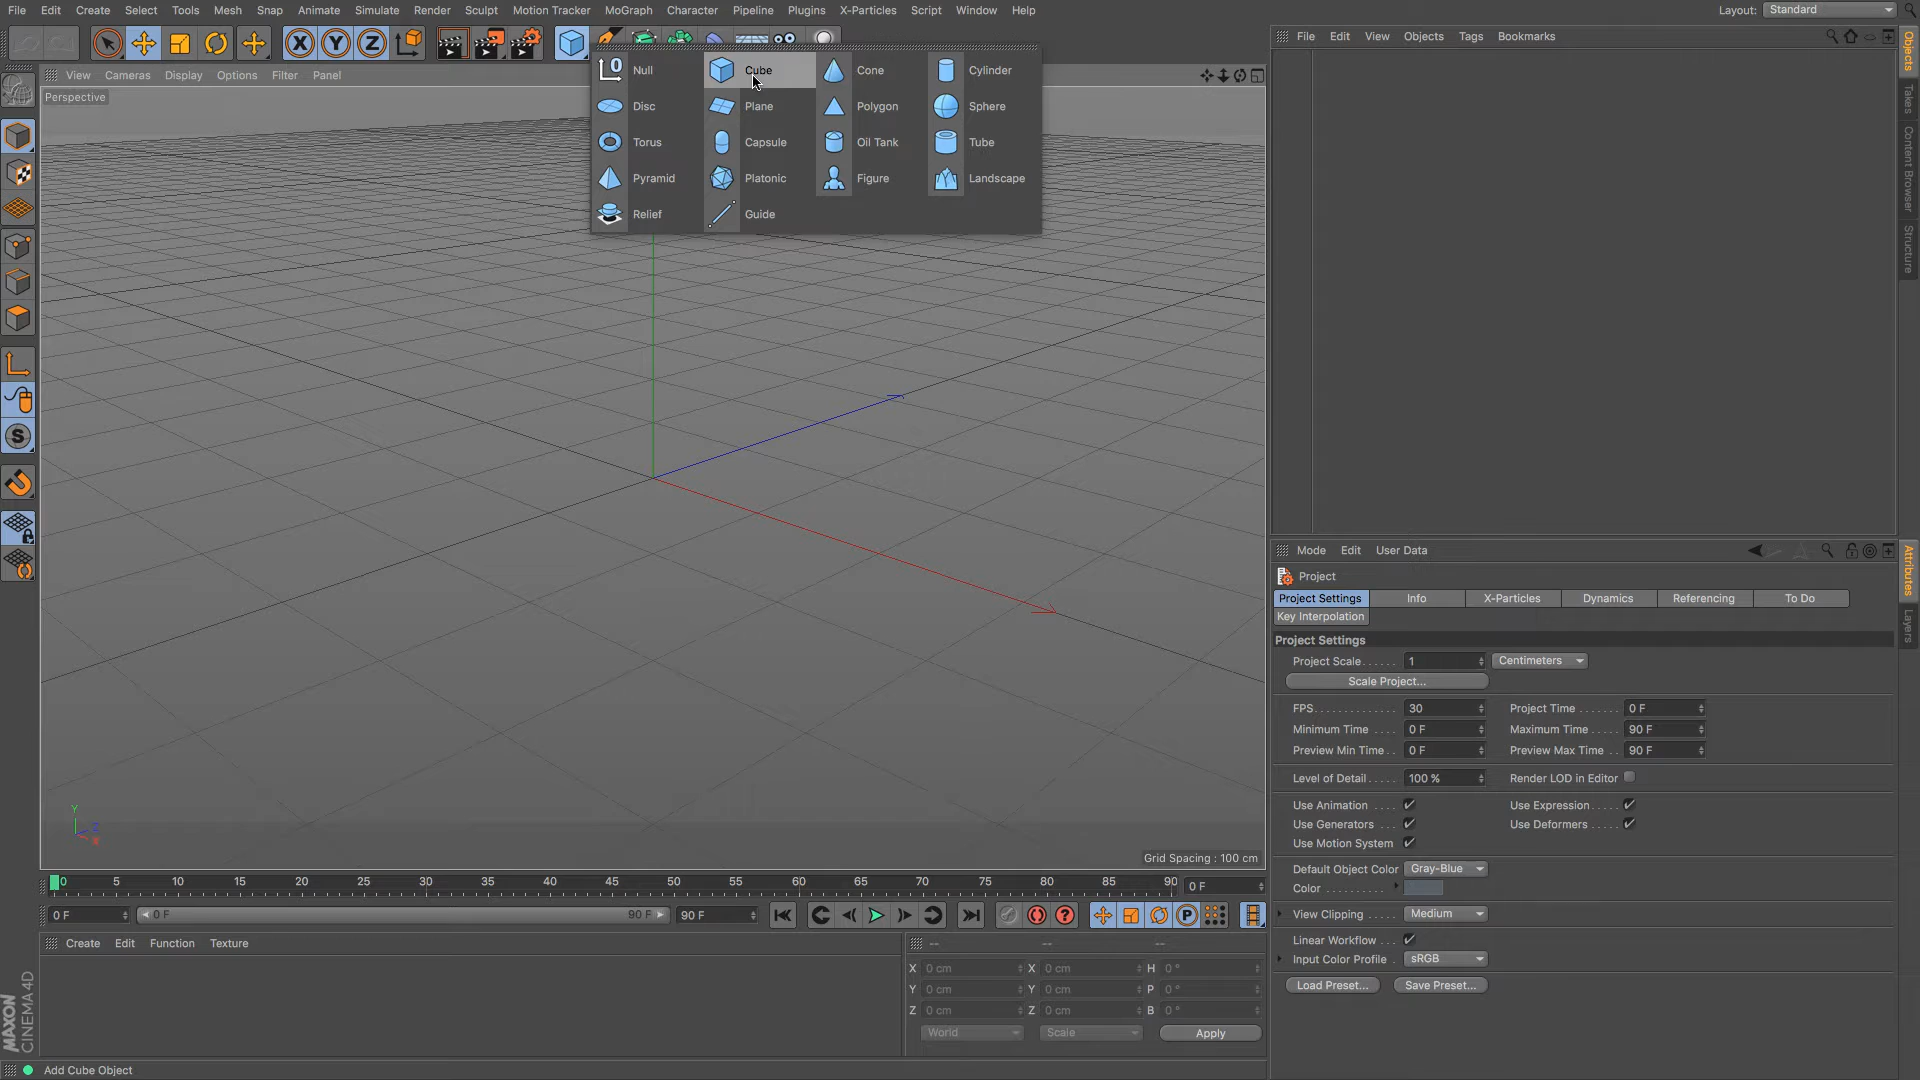 File Edit Create Select Tools Mesh Snap Animate Simulate Render Sculpt Motion Tracker MoGraph Character Pipeline Plugins X-Particles Script Window Help
Layout: Standard
X Y Z
File Edit View Objects Tags Bookmarks
View Cameras Display Options Filter Panel
Perspective
0 Null Cube Cone Cylinder
Disc Plane Polygon Sphere
Torus Capsule Oil Tank Tube
Pyramid Platonic Figure Landscape
Relief Guide
Objects
Takes
Content Browser
Structure
S
Y
Z
X
Grid Spacing : 100 cm
Mode Edit User Data
Project
Project Settings Info X-Particles Dynamics Referencing To Do
Key Interpolation
Project Settings
Project Scale...... 1 Centimeters
Scale Project...
FPS.............. 30 Project Time ....... 0 F
Minimum Time .... 0 F Maximum Time ..... 90 F
Preview Min Time .. 0 F Preview Max Time .. 90 F
Level of Detail..... 100 % Render LOD in Editor
Use Animation .... Use Expression.....
Use Generators ... Use Deformers .....
Use Motion System
Default Object Color Gray-Blue
Color ..........
View Clipping ..... Medium
Linear Workflow ...
Input Color Profile . sRGB
Load Preset... Save Preset...
Attributes
Layers
0 5 10 15 20 25 30 35 40 45 50 55 60 65 70 75 80 85 90 0 F
0 F 0 F 90 F 90 F
? P
Create Edit Function Texture
-- -- --
X 0 cm X 0 cm H 0 °
Y 0 cm Y 0 cm P 0 °
Z 0 cm Z 0 cm B 0 °
World Scale Apply
MAXON
CINEMA 4D
Add Cube Object